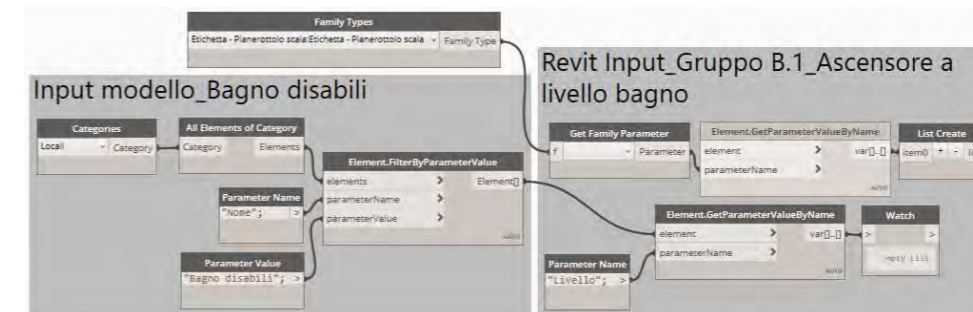 Family Types
Etichetta - Pianerottolo scala:Etichetta - Pianerottolo scala Family Type
Input modello_Bagno disabili
Categories
Locali Category
All Elements of Category
Category Elements
Element.FilterByParameterValue
elements > Element[]
parameterName >
parameterValue >
AUTO
Parameter Name
"Nome"; >
Parameter Value
"Bagno disabili"; >
Revit Input_Gruppo B.1_Ascensore a
livello bagno
Get Family Parameter
f Parameter
Element.GetParameterValueByName
element > var[]..[]
parameterName >
AUTO
List Create
item0 + -
Element.GetParameterValueByName
element > var[]..[]
parameterName >
AUTO
Watch
> >
Empty List
Parameter Name
"Livello"; >